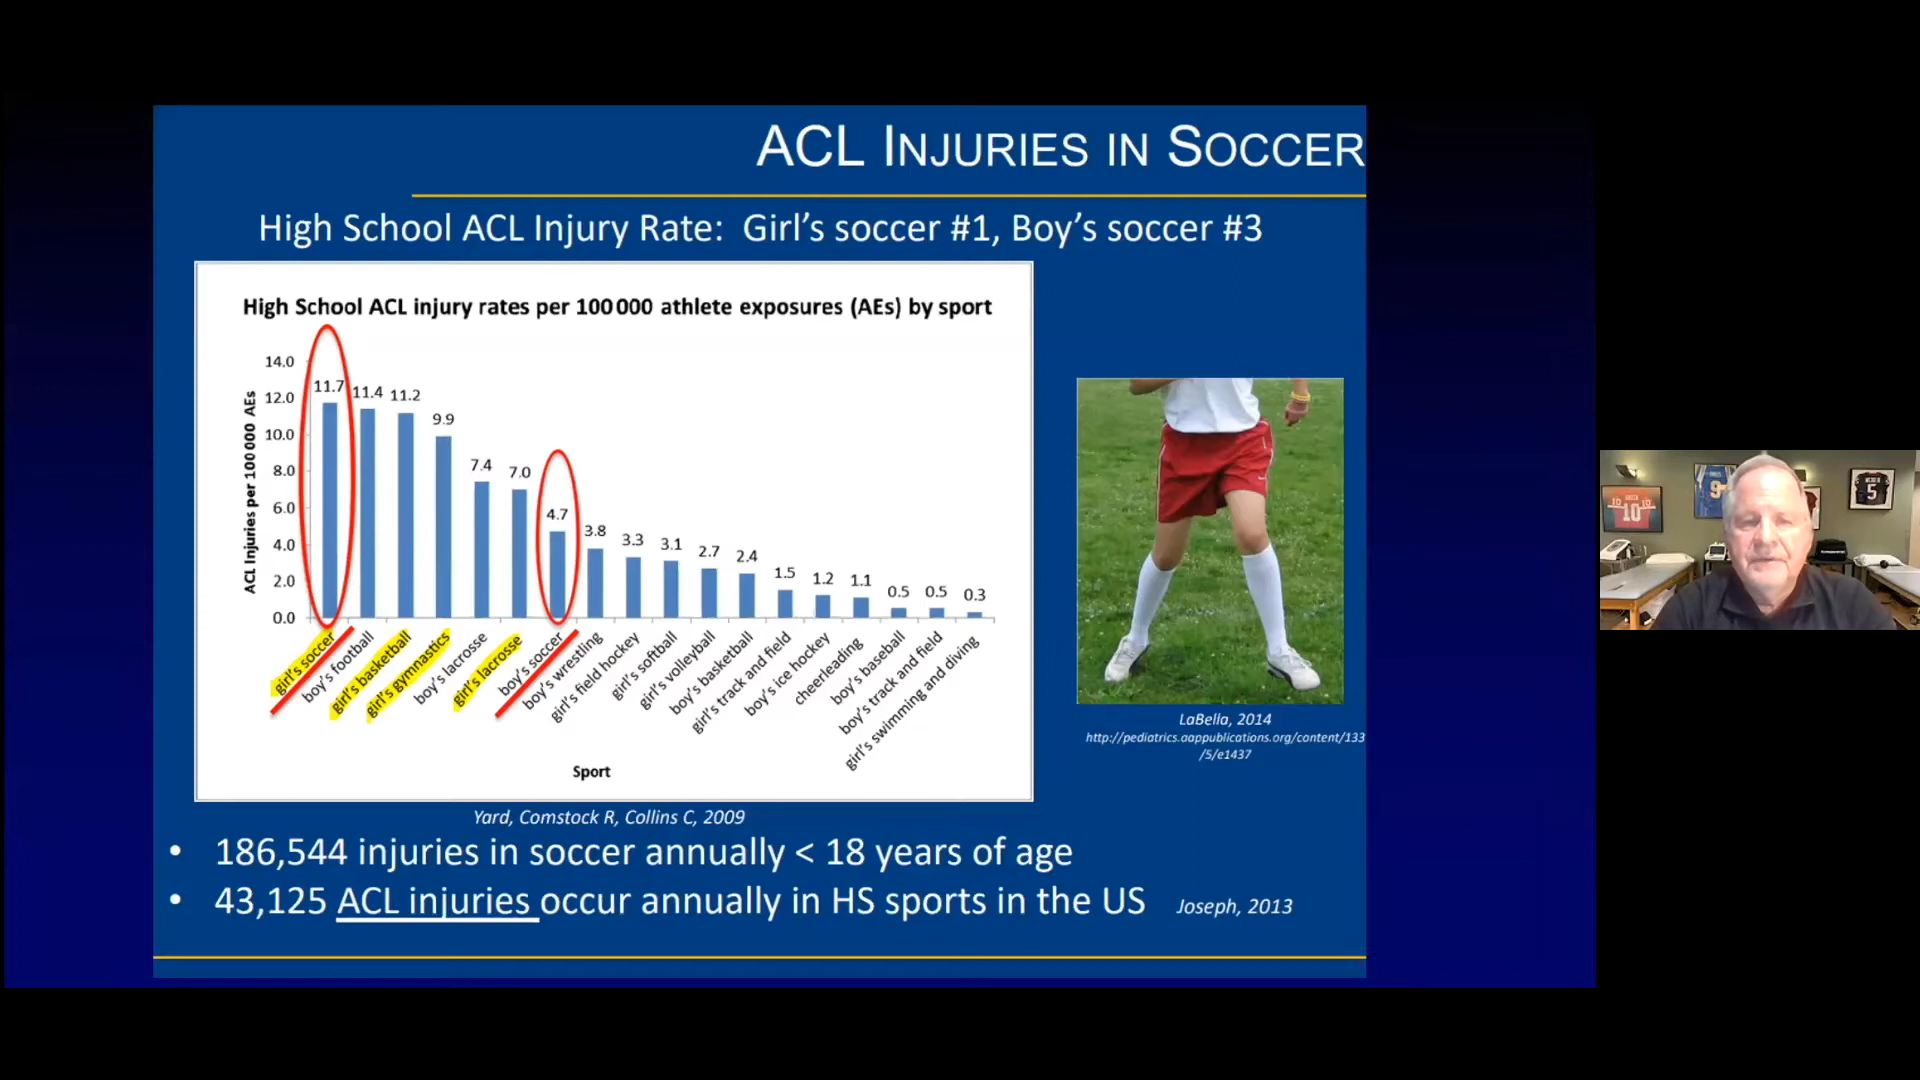 ACL INJURIES IN SOCCER
High School ACL Injury Rate: Girl's soccer #1, Boy's soccer #3
High School ACL injury rates per 100 000 athlete exposures (AEs) by sport
ACL Injuries per 100 000 AEs
14.0
12.0
10.0
8.0
6.0
4.0
2.0
0.0
11.7
11.4
11.2
9.9
7.4
7.0
4.7
3.8
3.3
3.1
2.7
2.4
1.5
1.2
1.1
0.5
0.5
0.3
girl's soccer
boy's football
girl's basketball
girl's gymnastics
boy's lacrosse
girl's lacrosse
boy's soccer
boy's wrestling
girl's field hockey
girl's softball
girl's volleyball
boy's basketball
girl's track and field
boy's ice hockey
cheerleading
boy's baseball
boy's track and field
girl's swimming and diving
Sport
LaBella, 2014
http://pediatrics.aappublications.org/content/133
/5/e1437
Yard, Comstock R, Collins C, 2009
• 186,544 injuries in soccer annually < 18 years of age
• 43,125 ACL injuries occur annually in HS sports in the US
Joseph, 2013
10 10
10
9
5